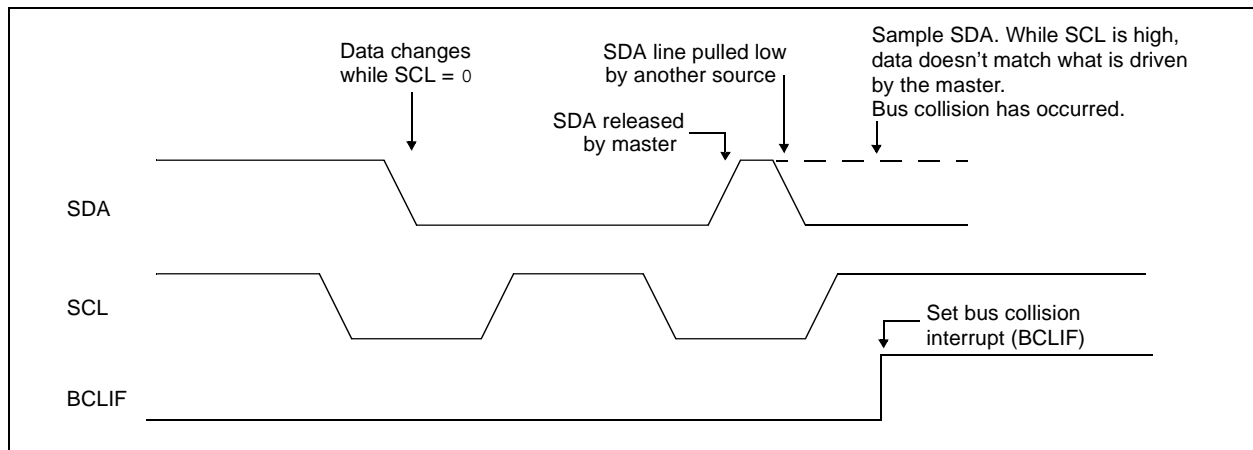 Data changes
while SCL = 0
SDA line pulled low
by another source
Sample SDA. While SCL is high,
data doesn't match what is driven
by the master.
Bus collision has occurred.
SDA released
by master
SDA
SCL
Set bus collision
interrupt (BCLIF)
BCLIF